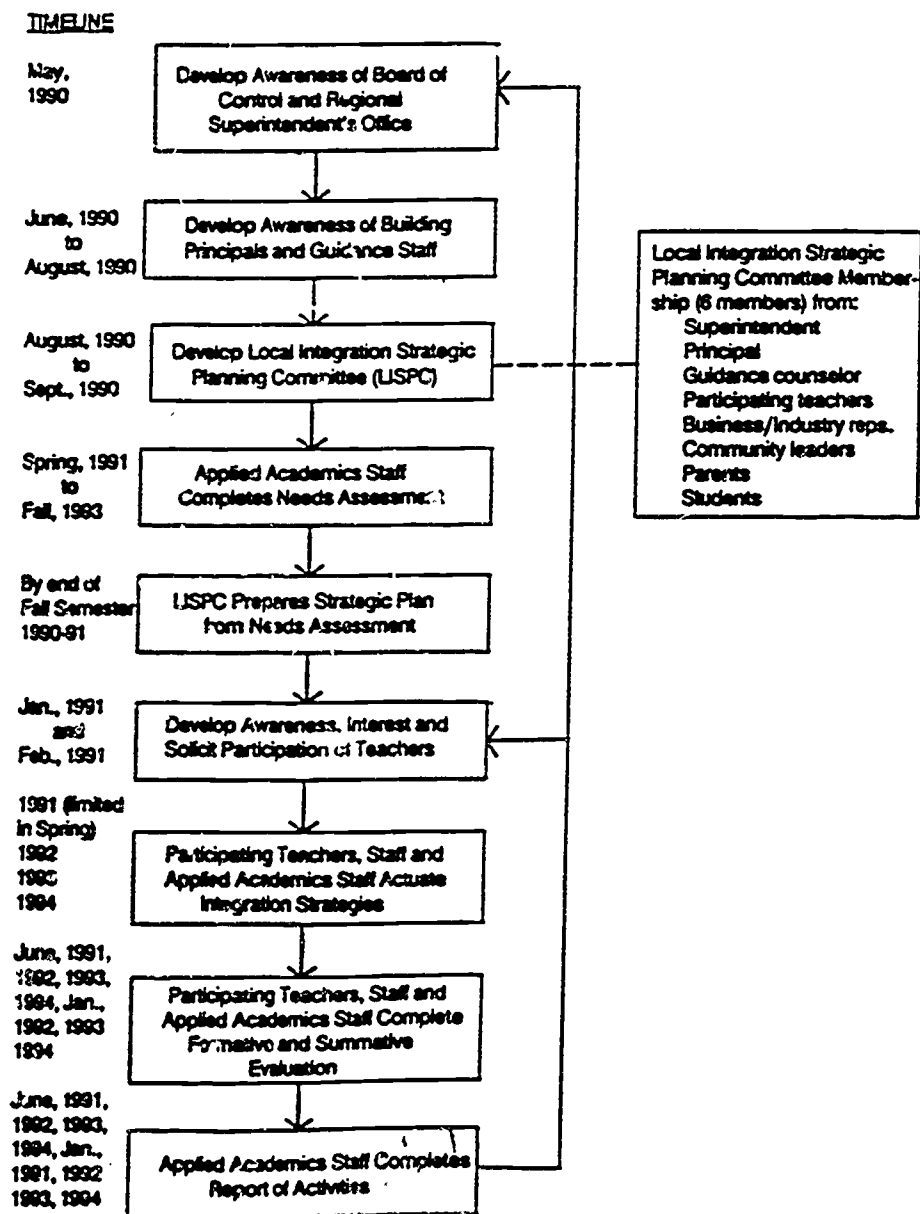 TIMELINE
May,
1990
Develop Awareness of Board of
Control and Regional
Superintendent's Office
June, 1990
to
August, 1990
Develop Awareness of Building
Principals and Guidance Staff
August, 1990
to
Sept., 1990
Develop Local Integration Strategic
Planning Committee (LISPC)
Local Integration Strategic
Planning Committee Member-
ship (6 members) from:
Superintendent
Principal
Guidance counselor
Participating teachers
Business/Industry reps.
Community leaders
Parents
Students
Spring, 1991
to
Fall, 1993
Applied Academics Staff
Completes Needs Assessment
By end of
Fall Semester
1990-91
LISPC Prepares Strategic Plan
from Needs Assessment
Jan., 1991
and
Feb., 1991
Develop Awareness, Interest and
Solicit Participation of Teachers
1991 (limited
in Spring)
1992
1993
1994
Participating Teachers, Staff and
Applied Academics Staff Actuate
Integration Strategies
June, 1991,
1992, 1993,
1994, Jan.,
1992, 1993
1994
Participating Teachers, Staff and
Applied Academics Staff Complete
Formative and Summative
Evaluation
June, 1991,
1992, 1993,
1994, Jan.,
1991, 1992
1993, 1994
Applied Academics Staff Completes
Report of Activities